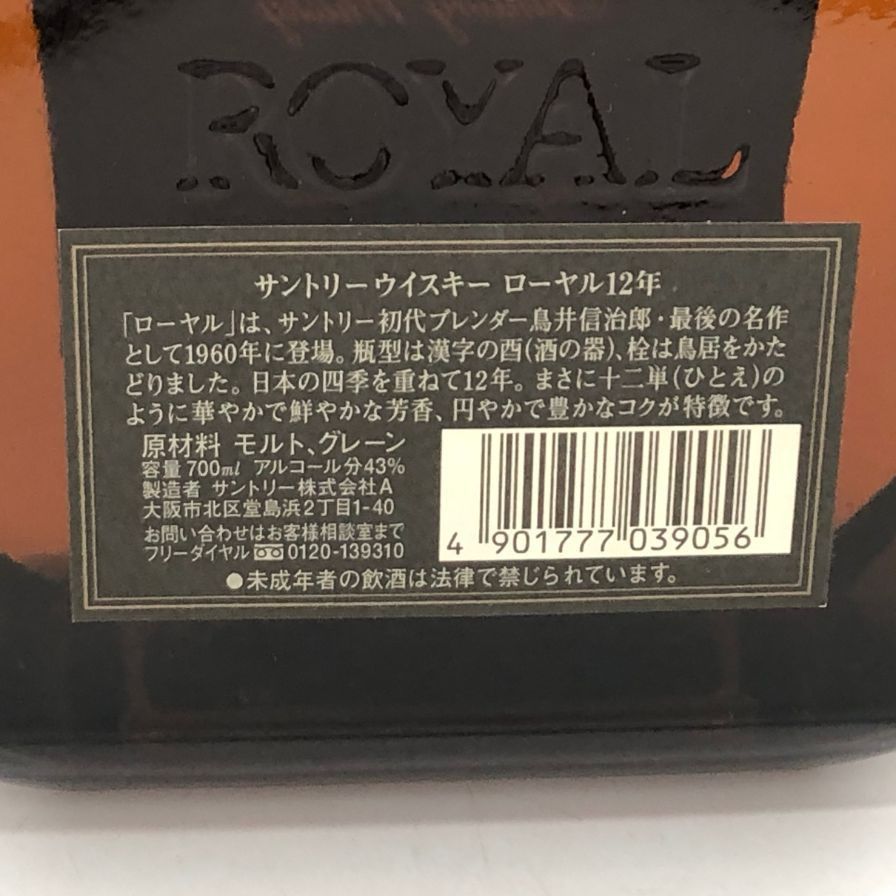 ROYAL
サントリーウイスキー ローヤル12年
「ローヤル」は、サントリー初代ブレンダー鳥井信治郎・最後の名作
として1960年に登場。瓶型は漢字の酉(酒の器)、栓は鳥居をかた
どりました。日本の四季を重ねて12年。まさに十二単(ひとえ)の
ように華やかで鮮やかな芳香、円やかで豊かなコクが特徴です。
原材料 モルト、グレーン
容量 700ml アルコール分43%
製造者 サントリー株式会社A
大阪市北区堂島浜2丁目1-40
お問い合わせはお客様相談室まで
フリーダイヤル 0120-139310
4 901777 039056
●未成年者の飲酒は法律で禁じられています。